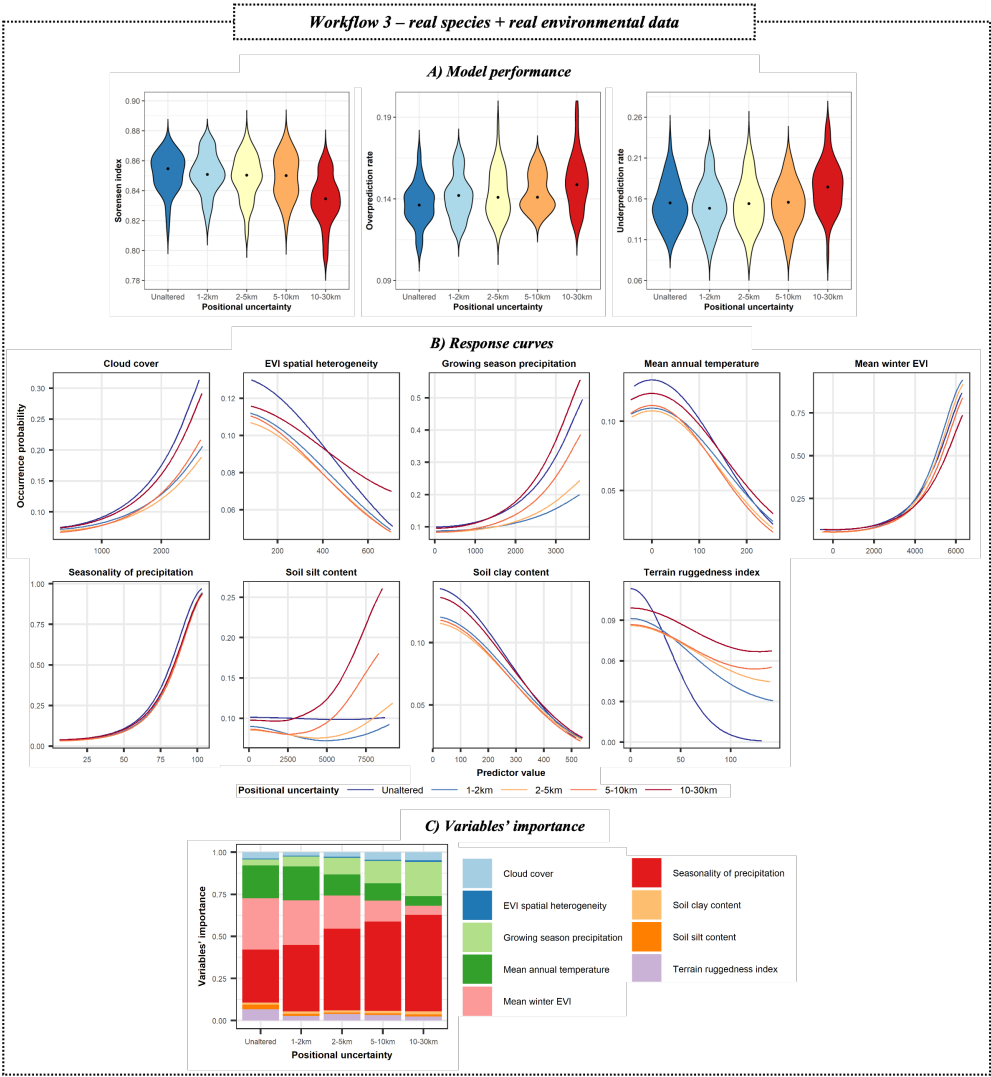 Workflow 3 – real species + real environmental data
A) Model performance
0.90
0.88
0.86
0.84
0.82
0.80
0.78
Sorensen index
Unaltered 1-2km 2-5km 5-10km 10-30km
Positional uncertainty
0.19
0.14
0.09
Overprediction rate
Unaltered 1-2km 2-5km 5-10km 10-30km
Positional uncertainty
0.26
0.21
0.16
0.11
0.06
Underprediction rate
Unaltered 1-2km 2-5km 5-10km 10-30km
Positional uncertainty
B) Response curves
Occurrence probability
Cloud cover
0.30
0.25
0.20
0.15
0.10
1000 2000
EVI spatial heterogeneity
0.12
0.10
0.08
0.06
200 400 600
Growing season precipitation
0.5
0.4
0.3
0.2
0.1
0 1000 2000 3000
Mean annual temperature
0.10
0.05
0 100 200
Mean winter EVI
0.75
0.50
0.25
0 2000 4000 6000
Seasonality of precipitation
1.00
0.75
0.50
0.25
0.00
25 50 75 100
Soil silt content
0.25
0.20
0.15
0.10
0 2500 5000 7500
Soil clay content
0.10
0.05
0 100 200 300 400 500
Terrain ruggedness index
0.09
0.06
0.03
0.00
0 50 100
Predictor value
Positional uncertainty Unaltered 1-2km 2-5km 5-10km 10-30km
C) Variables' importance
1.00
0.75
0.50
0.25
0.00
Variables' importance
Unaltered 1-2km 2-5km 5-10km 10-30km
Positional uncertainty
Cloud cover
EVI spatial heterogeneity
Growing season precipitation
Mean annual temperature
Mean winter EVI
Seasonality of precipitation
Soil clay content
Soil silt content
Terrain ruggedness index